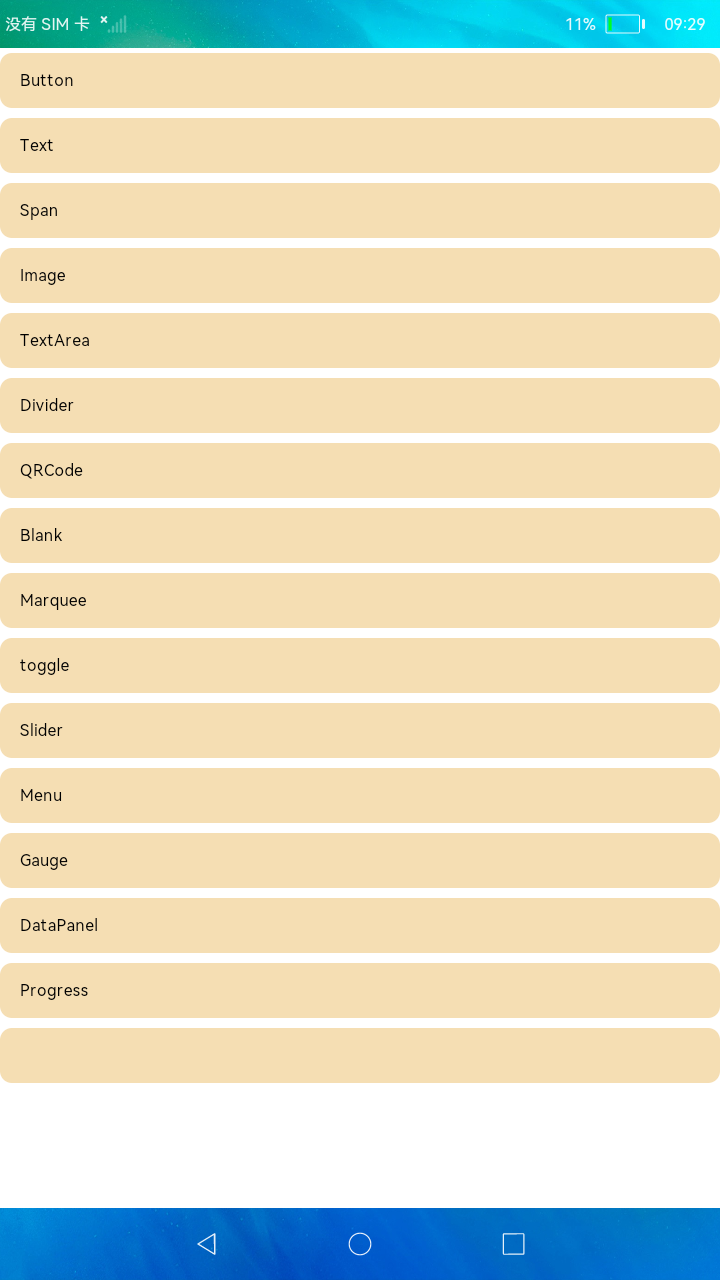 没有 SIM 卡 11% 09:29
Button
Text
Span
Image
TextArea
Divider
QRCode
Blank
Marquee
toggle
Slider
Menu
Gauge
DataPanel
Progress